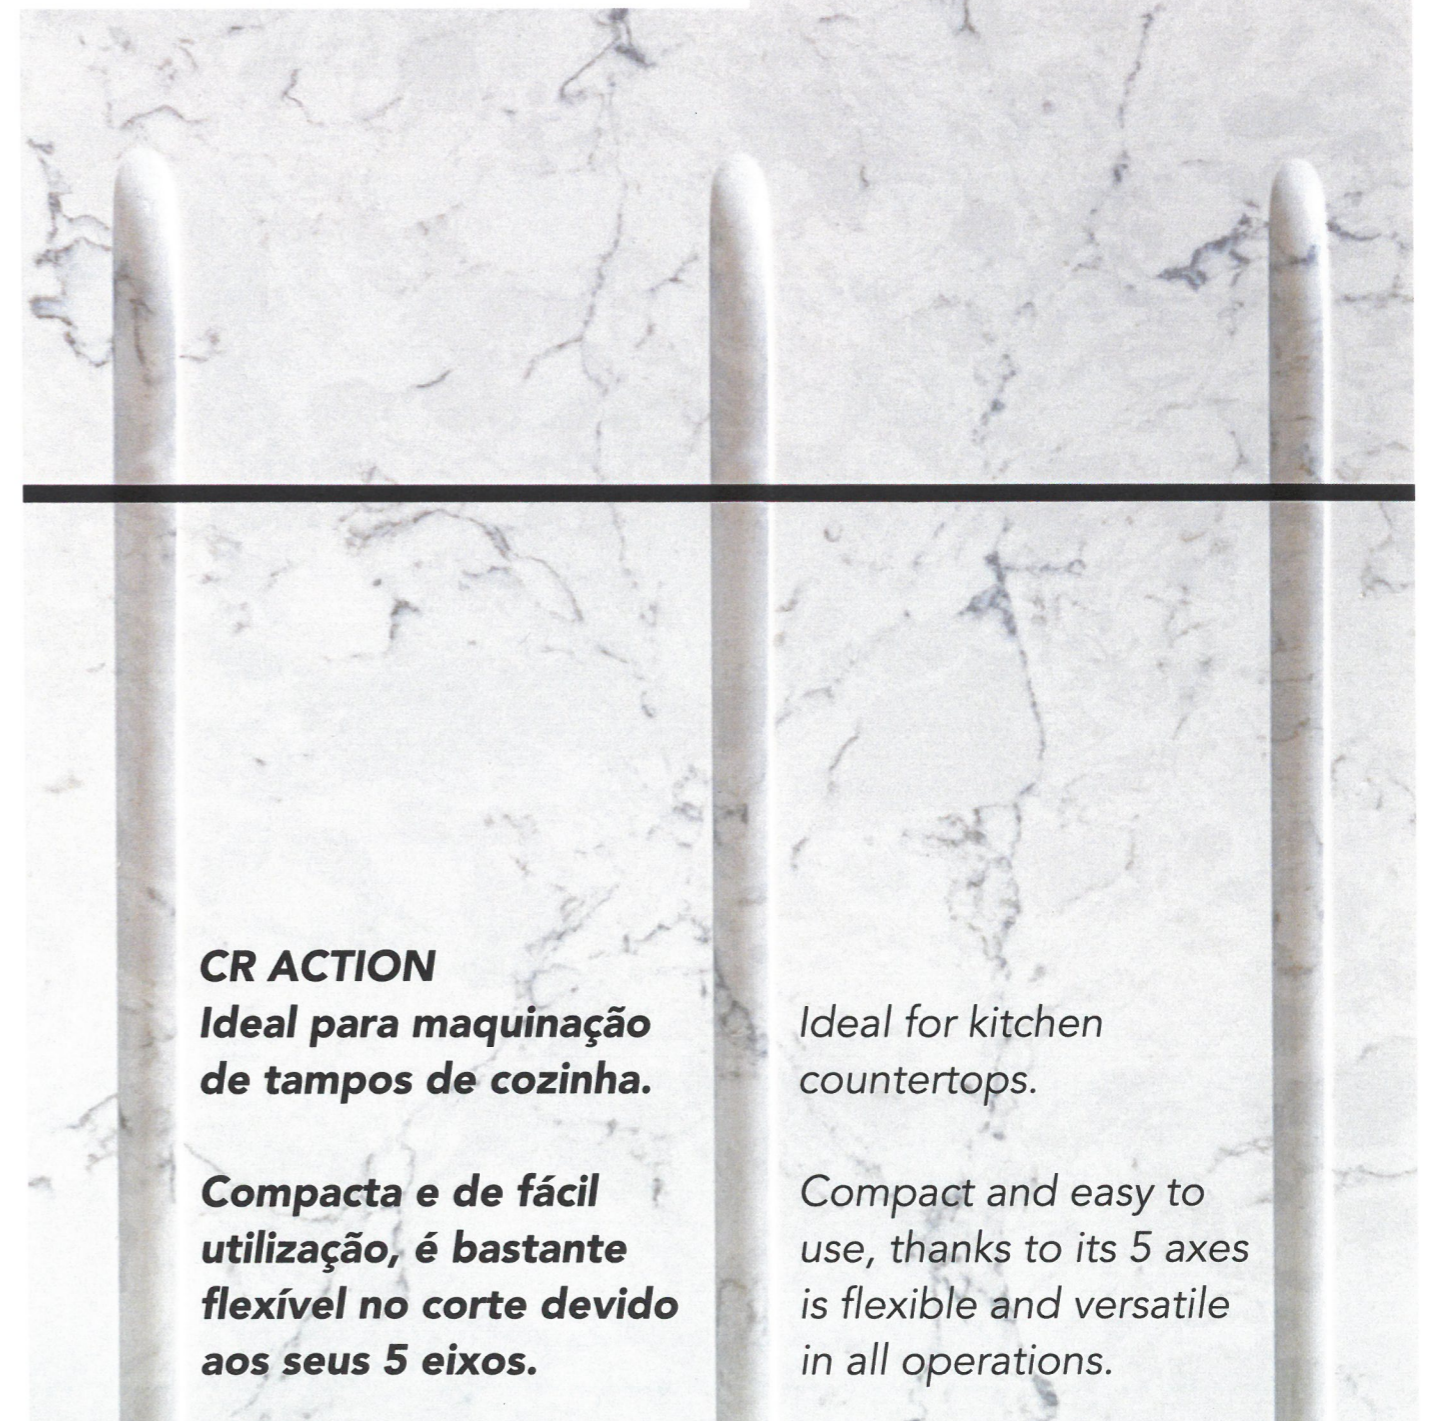 CR ACTION
Ideal para maquinação
de tampos de cozinha.
Compacta e de fácil
utilização, é bastante
flexível no corte devido
aos seus 5 eixos.
Ideal for kitchen
countertops.
Compact and easy to
use, thanks to its 5 axes
is flexible and versatile
in all operations.